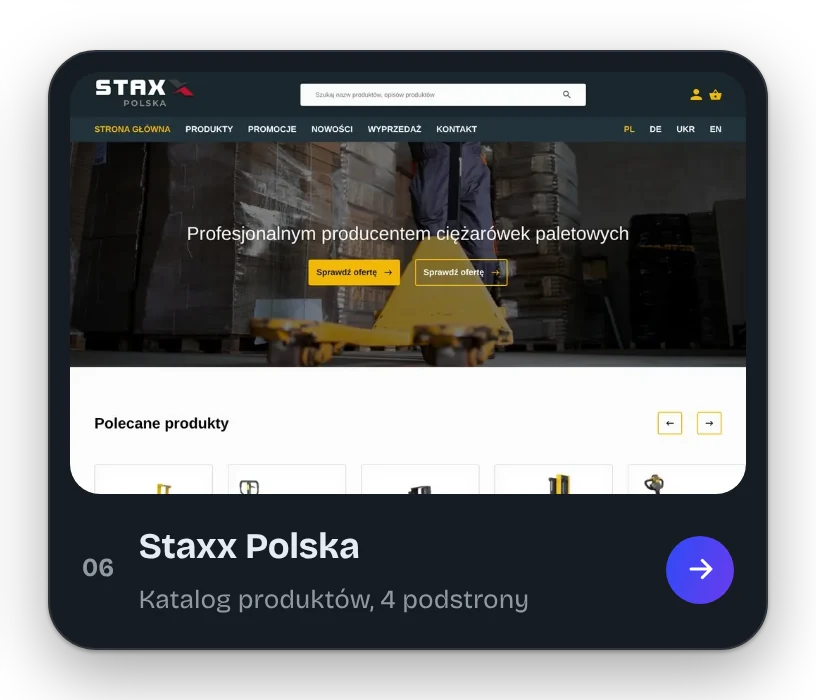 STAXX
POLSKA
Szukaj nazw produktów, opisów produktów
STRONA GŁÓWNA PRODUKTY PROMOCJE NOWOŚCI WYPRZEDAŻ KONTAKT PL DE UKR EN
Profesjonalnym producentem ciężarówek paletowych
Sprawdź ofertę → Sprawdź ofertę →
Polecane produkty ← →
06
Staxx Polska
Katalog produktów, 4 podstrony